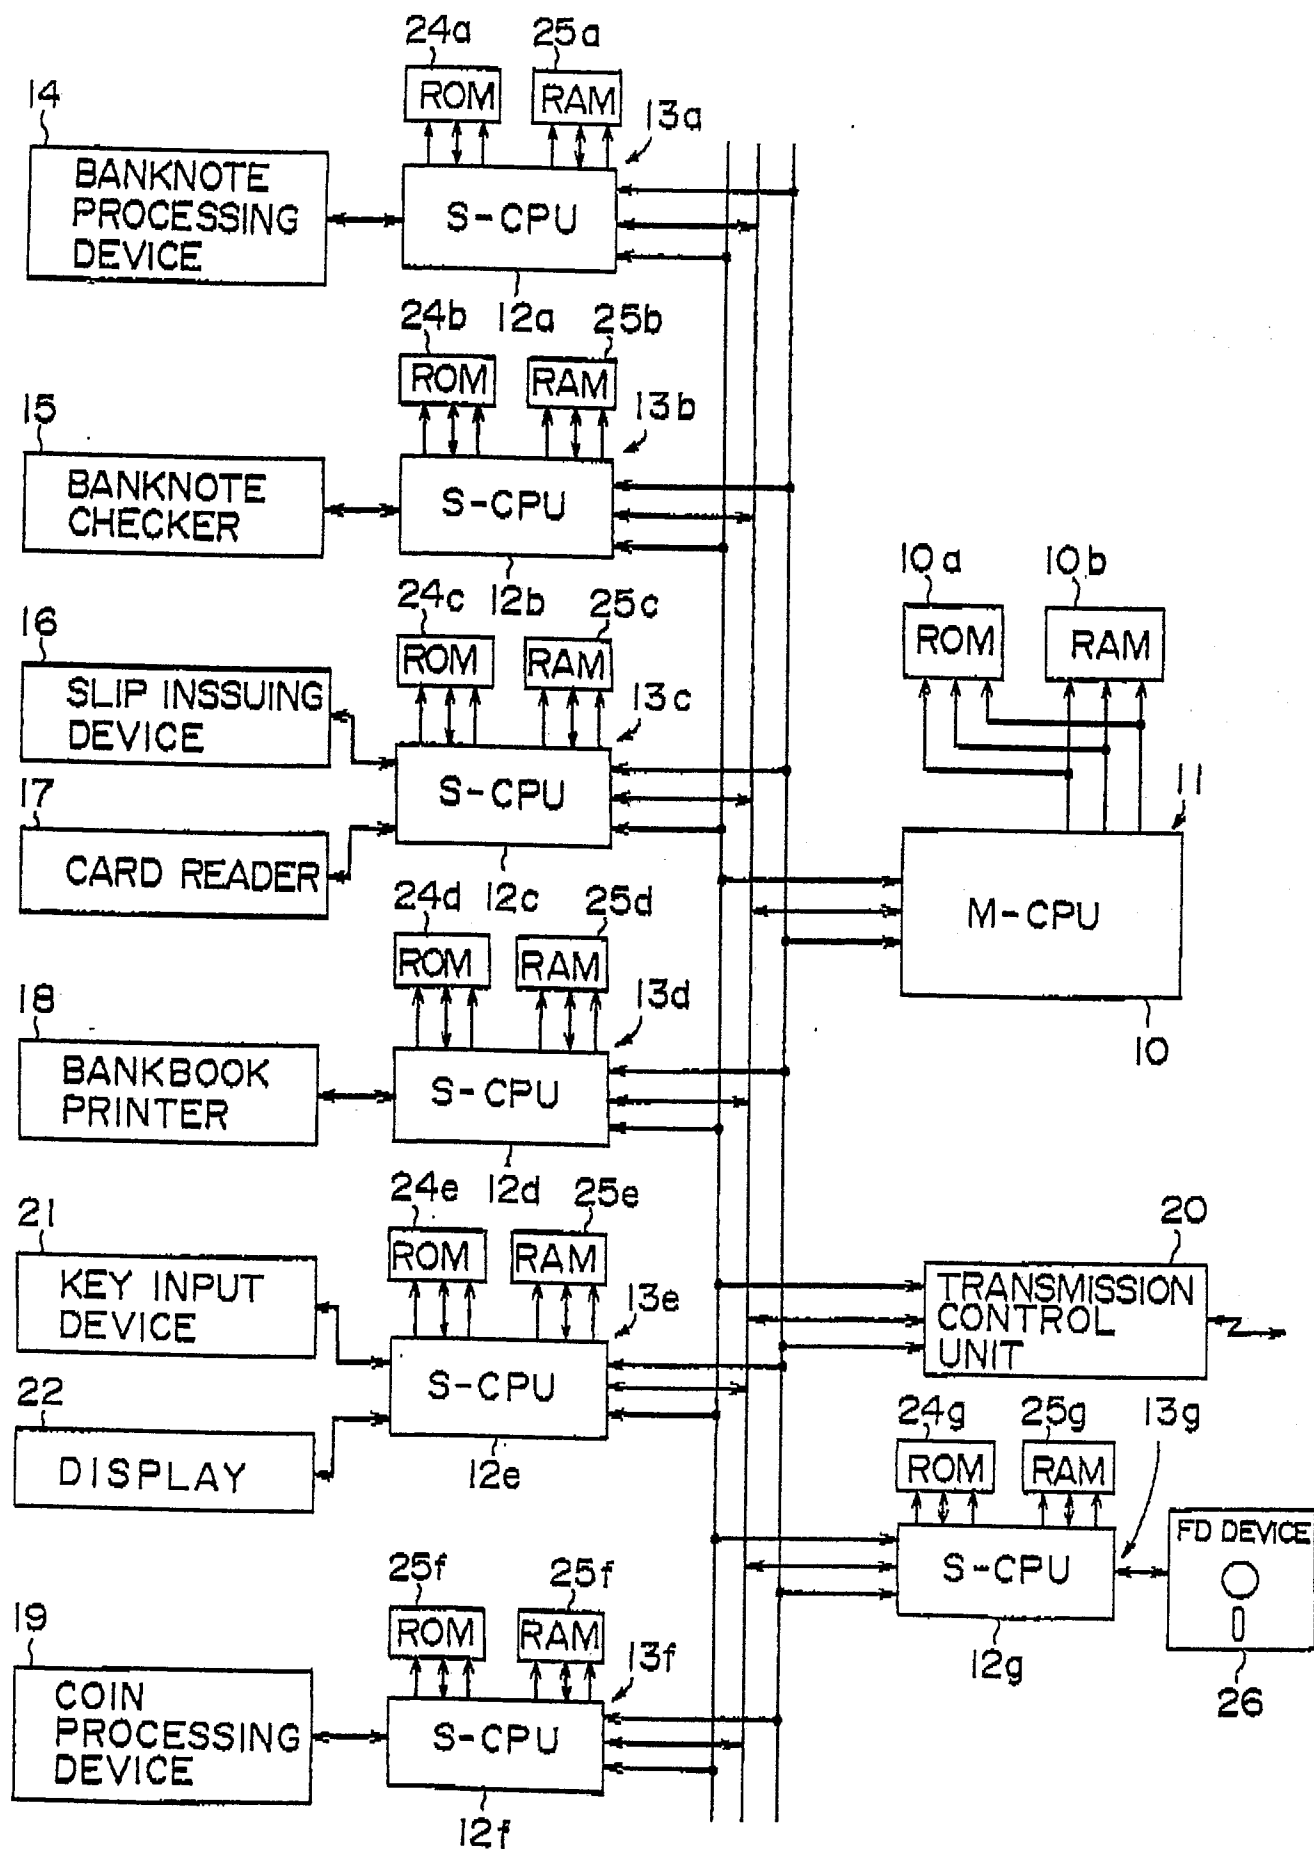 24a
25a
ROM
RAM
13a
14
BANKNOTE
PROCESSING
DEVICE
S-CPU
12a
24b
25b
ROM
RAM
13b
15
BANKNOTE
CHECKER
S-CPU
12b
10a
10b
ROM
RAM
24c
25c
ROM
RAM
13c
16
SLIP INSSUING
DEVICE
S-CPU
17
CARD READER
12c
11
M-CPU
10
24d
25d
ROM
RAM
13d
18
BANKBOOK
PRINTER
S-CPU
12d
24e
25e
ROM
RAM
13e
21
KEY INPUT
DEVICE
S-CPU
22
DISPLAY
12e
20
TRANSMISSION
CONTROL
UNIT
24g
25g
13g
ROM
RAM
S-CPU
FD DEVICE
12g
26
25f
25f
ROM
RAM
13f
19
COIN
PROCESSING
DEVICE
S-CPU
12f